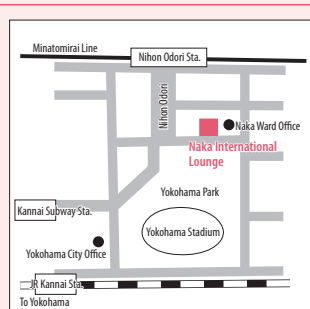 Minatomirai Line
Nihon Odori Sta.
Nihon Odori
Naka Ward Office
Naka International
Lounge
Yokohama Park
Kannai Subway Sta.
Yokohama Stadium
Yokohama City Office
JR Kannai Sta.
To Yokohama